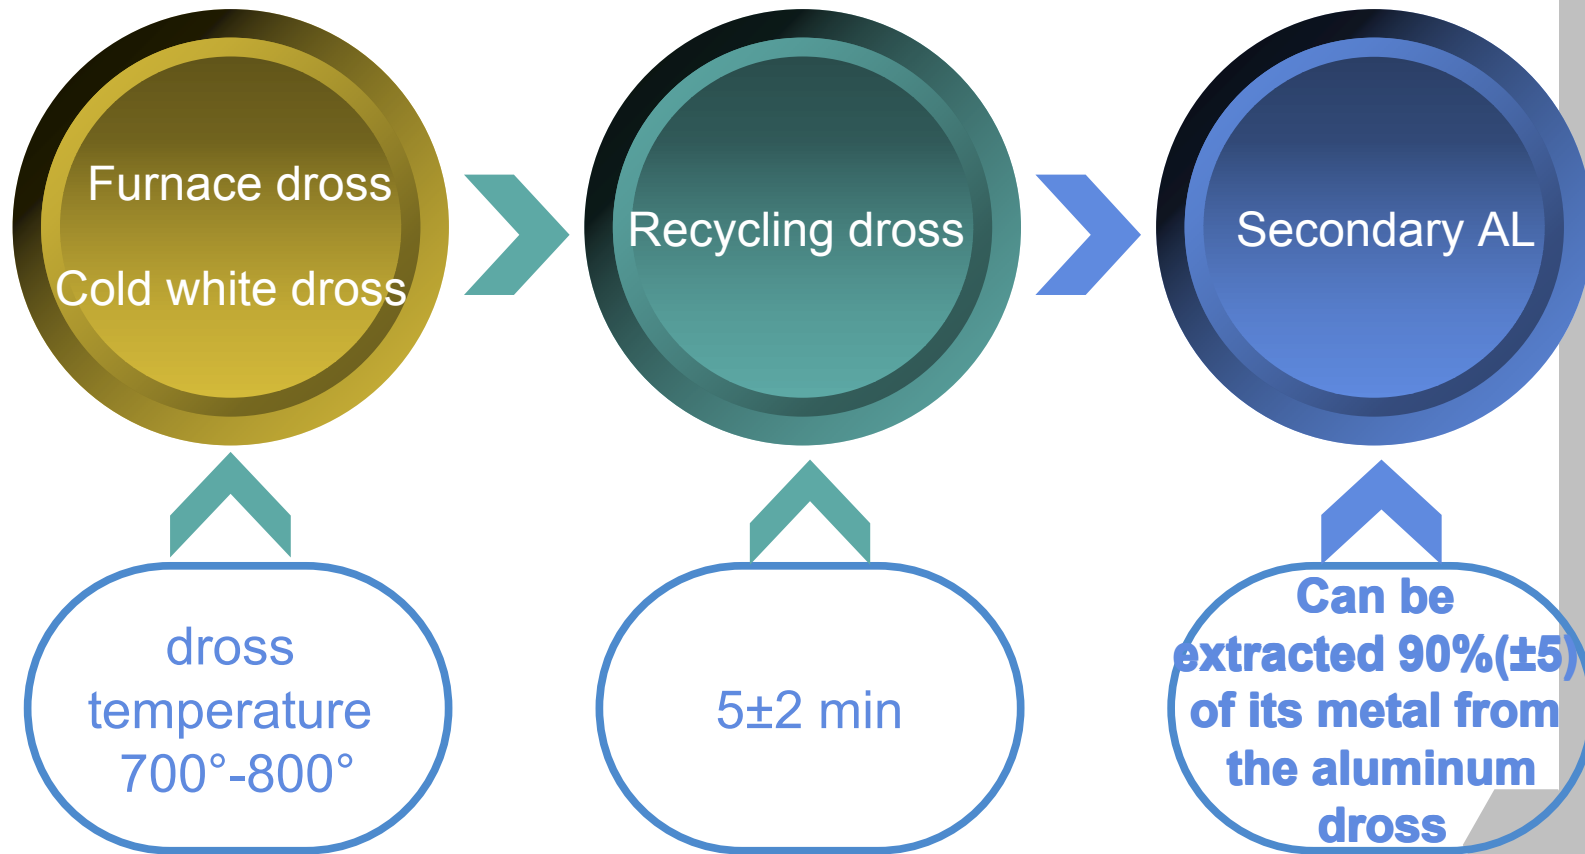 Furnace dross
Cold white dross
Recycling dross
Secondary AL
dross
temperature
700°-800°
5±2 min
Can be
extracted 90%(±5)
of its metal from
the aluminum
dross